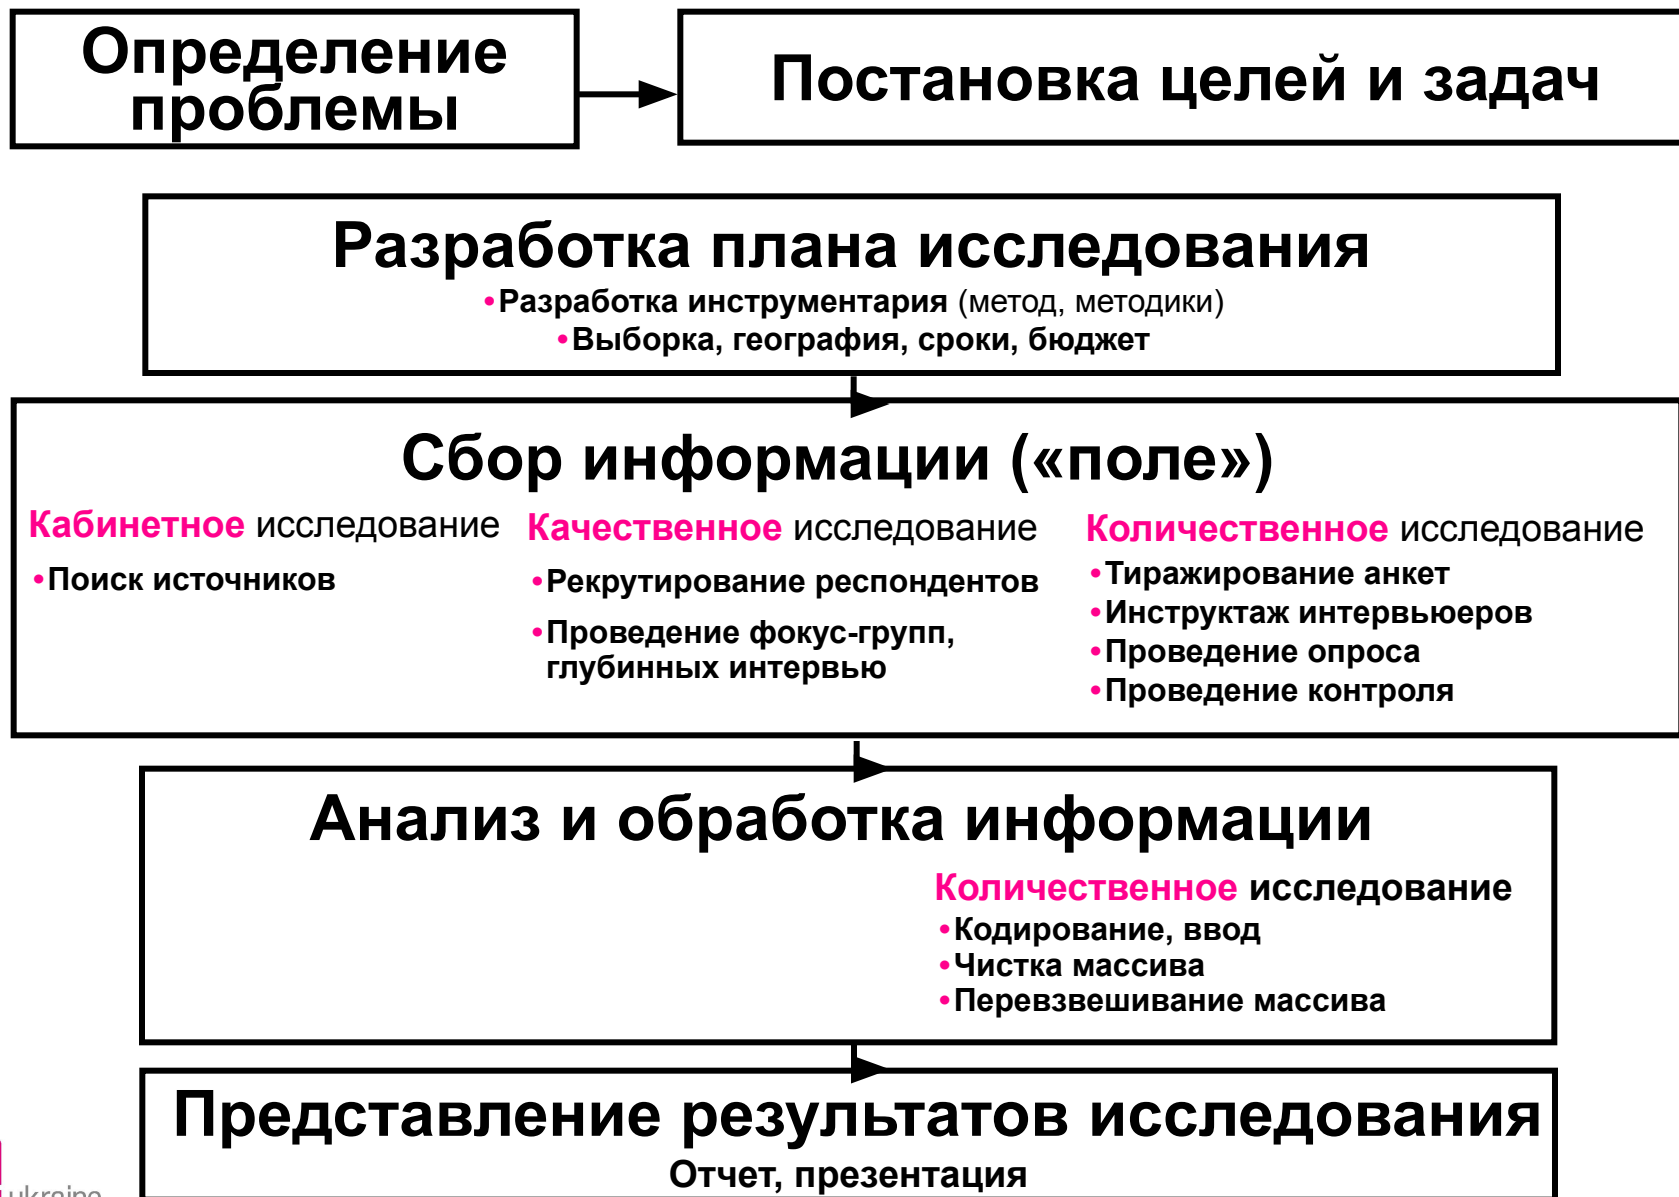 Определение
проблемы
Постановка целей и задач
Разработка плана исследования
•Разработка инструментария (метод, методики)
•Выборка, география, сроки, бюджет
Сбор информации («поле»)
Кабинетное исследование
•Поиск источников
Качественное исследование
•Рекрутирование респондентов
•Проведение фокус-групп,
глубинных интервью
Количественное исследование
•Тиражирование анкет
•Инструктаж интервьюеров
•Проведение опроса
•Проведение контроля
Анализ и обработка информации
Количественное исследование
•Кодирование, ввод
•Чистка массива
•Перевзвешивание массива
Представление результатов исследования
Отчет, презентация
ukraine